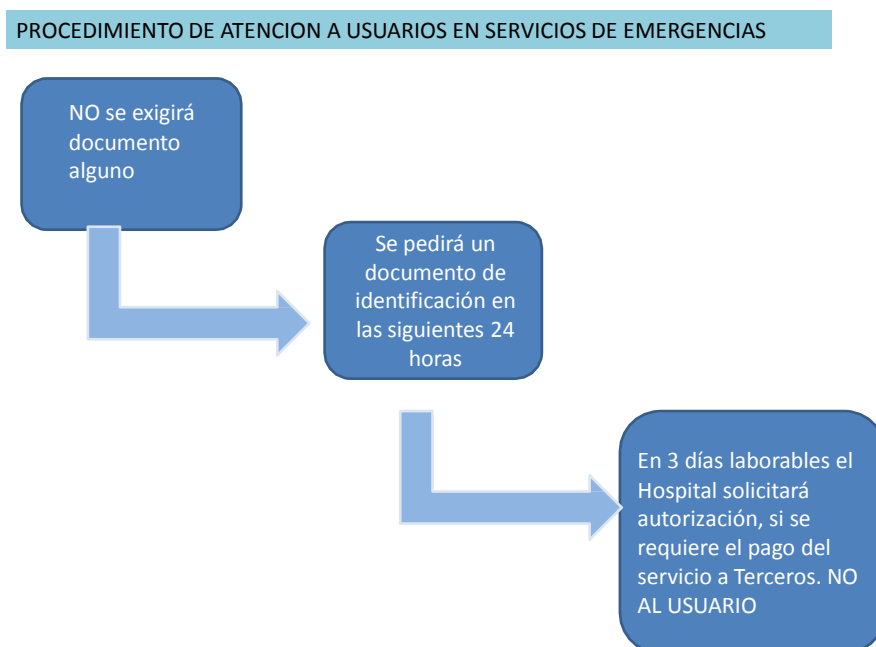 PROCEDIMIENTO DE ATENCION A USUARIOS EN SERVICIOS DE EMERGENCIAS
NO se exigirá
documento
alguno
Se pedirá un
documento de
identificación en
las siguientes 24
horas
En 3 días laborables el
Hospital solicitará
autorización, si se
requiere el pago del
servicio a Terceros. NO
AL USUARIO